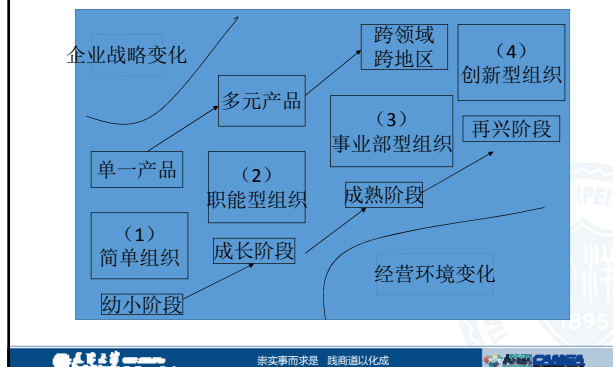 企业战略变化
跨领域
跨地区
（4）
创新型组织
多元产品
（3）
事业部型组织
再兴阶段
单一产品
（2）
职能型组织
成熟阶段
（1）
简单组织
成长阶段
经营环境变化
幼小阶段
(PEI
1895
崇实事而求是 践商道以化成